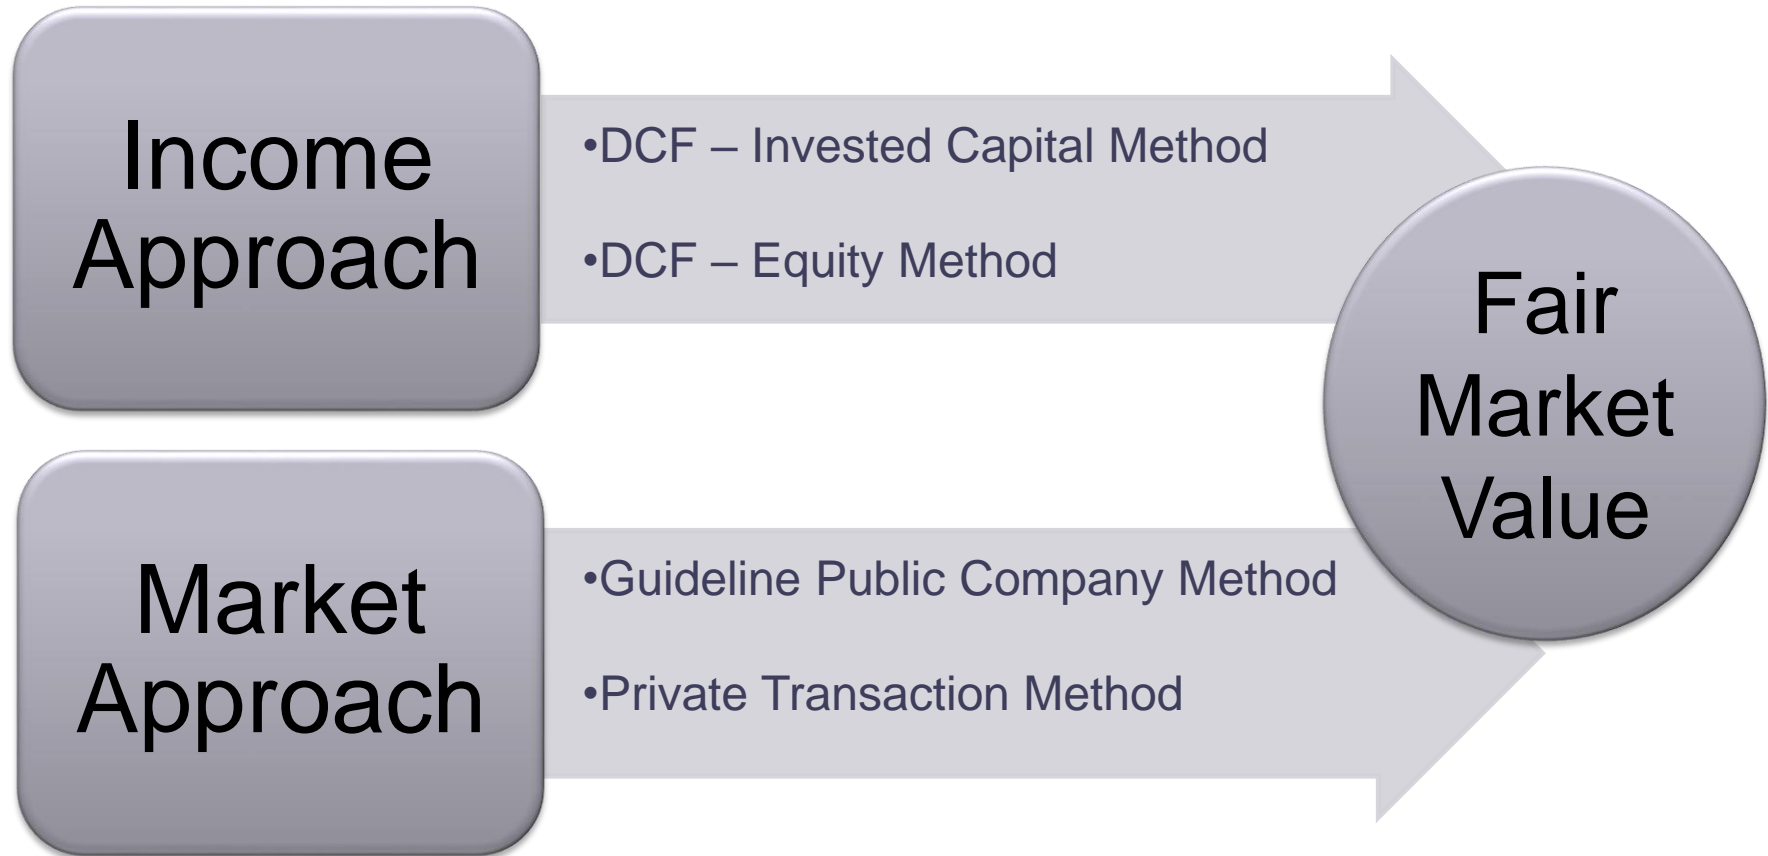 Income
Approach
•DCF – Invested Capital Method
•DCF – Equity Method
Market
Approach
•Guideline Public Company Method
•Private Transaction Method
Fair
Market
Value